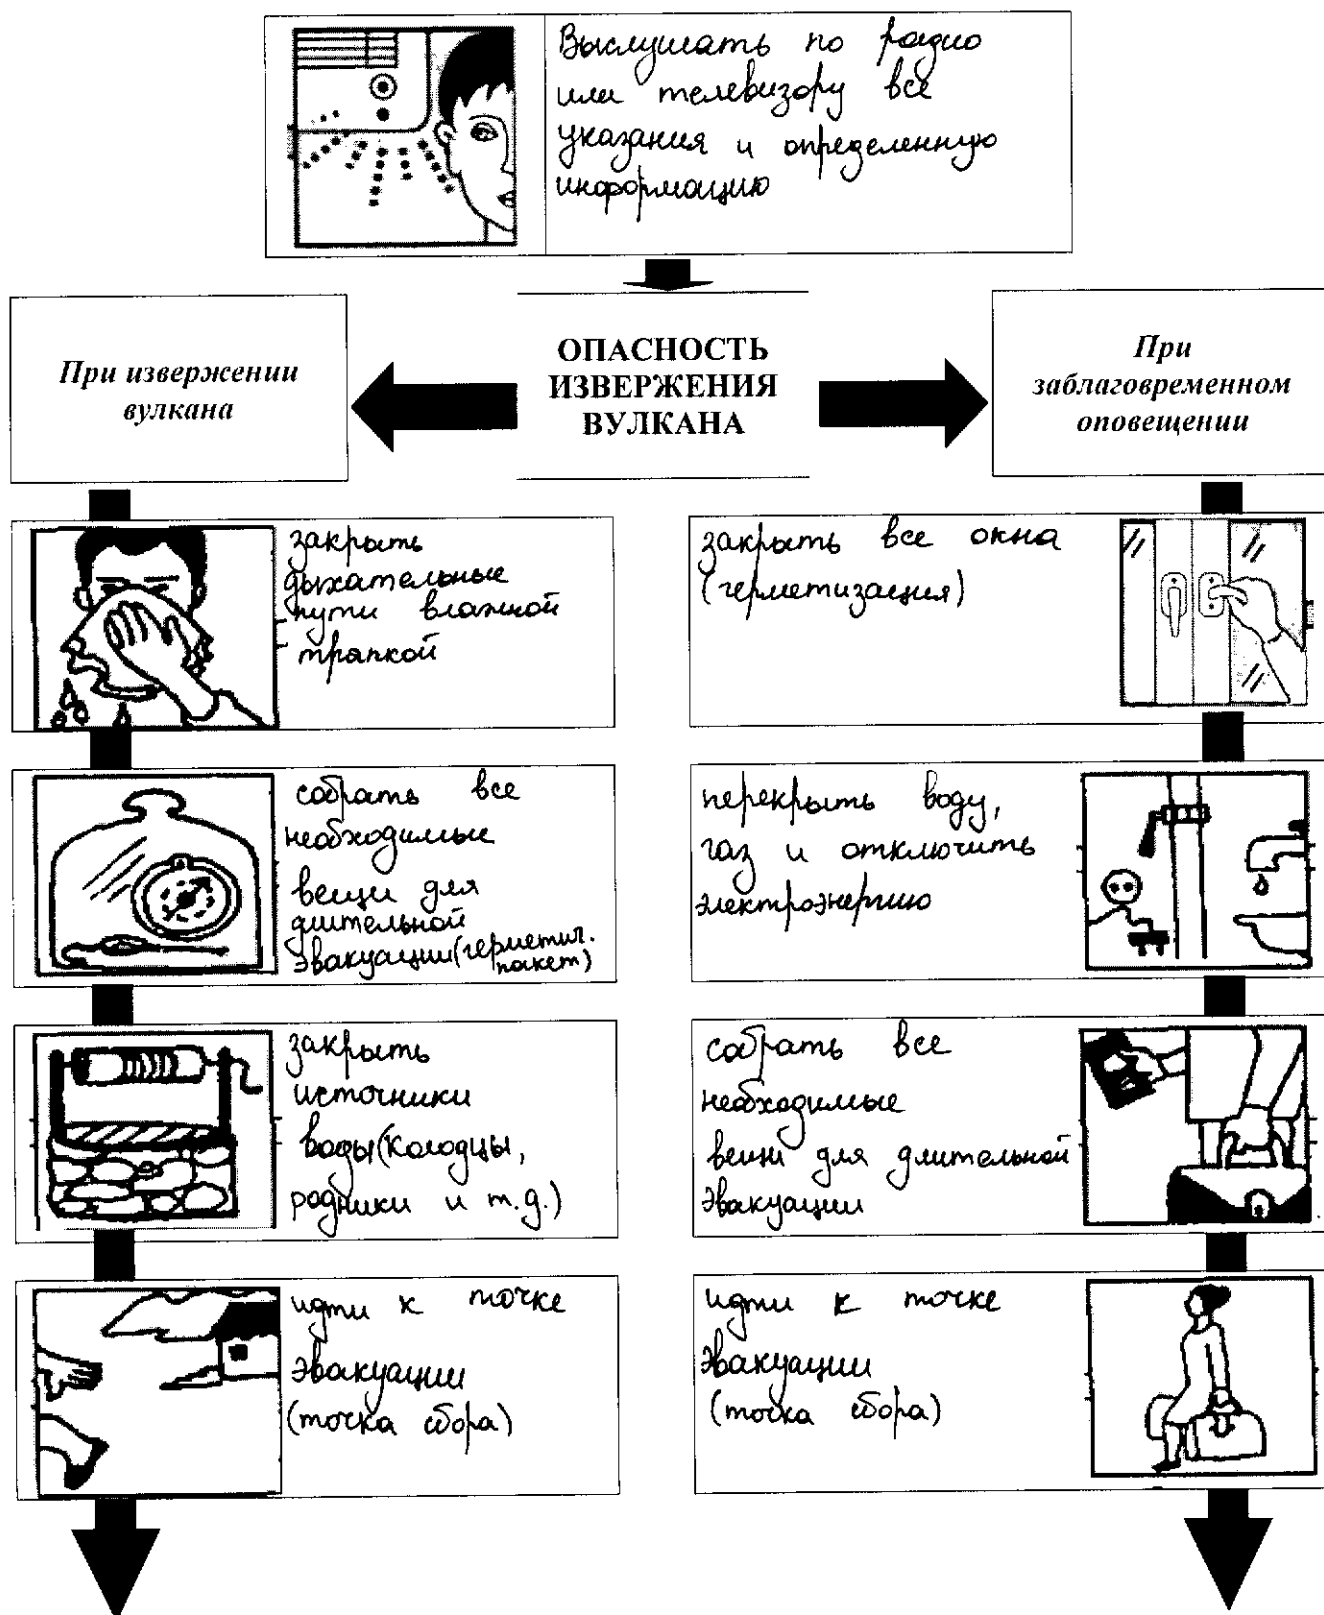 Выслушать по радио
или телевизору все
указания и определенную
информацию
При извержении
вулкана
ОПАСНОСТЬ
ИЗВЕРЖЕНИЯ
ВУЛКАНА
При
заблаговременном
оповещении
закрыть
дыхательные
пути влажной
тряпкой
собрать все
необходимые
вещи для
длительной
эвакуации (герметич.
пакет)
закрыть
источники
воды (колодцы,
родники и т.д.)
идти к точке
эвакуации
(точка сбора)
закрыть все окна
(герметизация)
перекрыть воду,
газ и отключить
электроэнергию
собрать все
необходимые
вещи для длительной
эвакуации
идти к точке
эвакуации
(точка сбора)